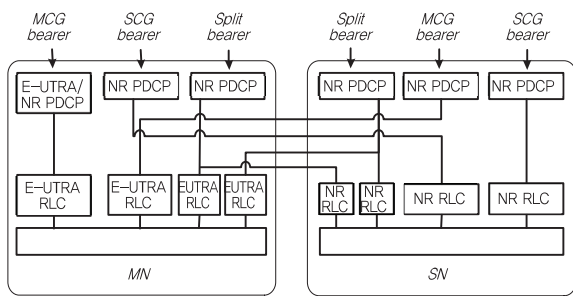 MCG
bearer
SCG
bearer
Split
bearer
Split
bearer
MCG
bearer
SCG
bearer
E-UTRA/
NR PDCP
NR PDCP
NR PDCP
NR PDCP
NR PDCP
NR PDCP
E-UTRA
RLC
E-UTRA
RLC
EUTRA
RLC
EUTRA
RLC
NR
RLC
NR
RLC
NR RLC
NR RLC
MN
SN